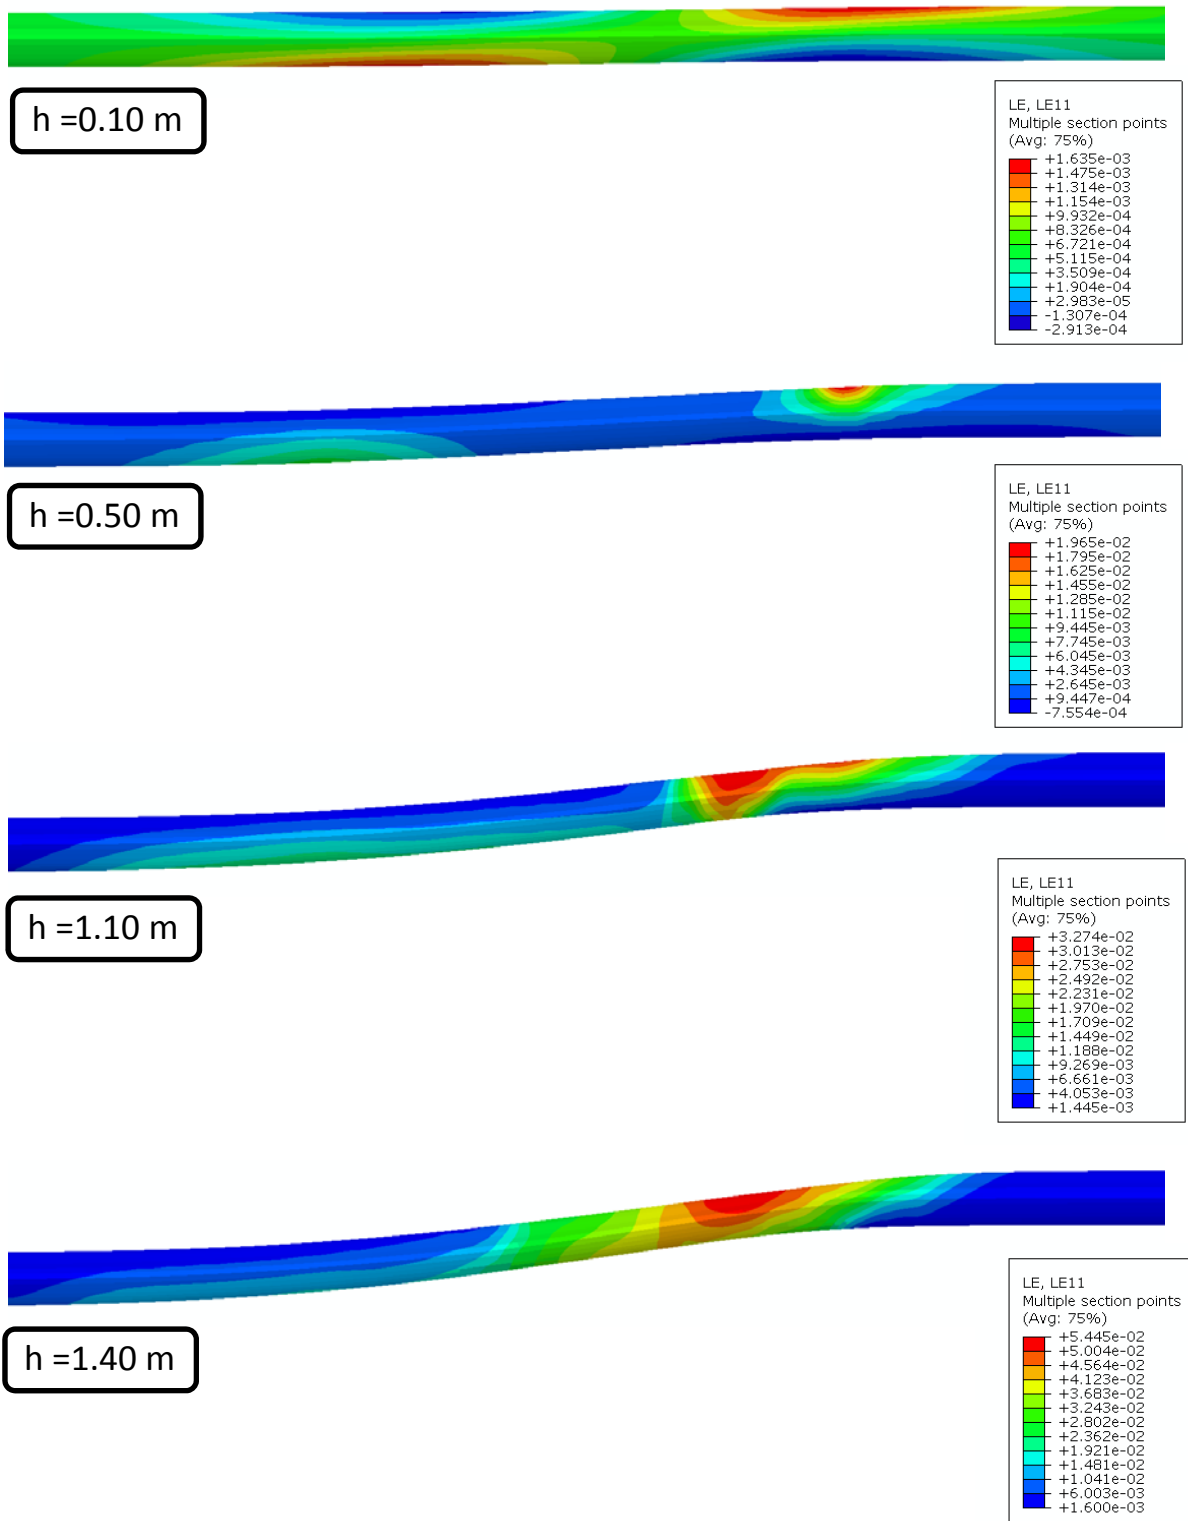 h =0.10 m
LE, LE11
Multiple section points
(Avg: 75%)
+1.635e-03
+1.475e-03
+1.314e-03
+1.154e-03
+9.932e-04
+8.326e-04
+6.721e-04
+5.115e-04
+3.509e-04
+1.904e-04
+2.983e-05
-1.307e-04
-2.913e-04
h =0.50 m
LE, LE11
Multiple section points
(Avg: 75%)
+1.965e-02
+1.795e-02
+1.625e-02
+1.455e-02
+1.285e-02
+1.115e-02
+9.445e-03
+7.745e-03
+6.045e-03
+4.345e-03
+2.645e-03
+9.447e-04
-7.554e-04
h =1.10 m
LE, LE11
Multiple section points
(Avg: 75%)
+3.274e-02
+3.013e-02
+2.753e-02
+2.492e-02
+2.231e-02
+1.970e-02
+1.709e-02
+1.449e-02
+1.188e-02
+9.269e-03
+6.661e-03
+4.053e-03
+1.445e-03
h =1.40 m
LE, LE11
Multiple section points
(Avg: 75%)
+5.445e-02
+5.004e-02
+4.564e-02
+4.123e-02
+3.683e-02
+3.243e-02
+2.802e-02
+2.362e-02
+1.921e-02
+1.481e-02
+1.041e-02
+6.003e-03
+1.600e-03